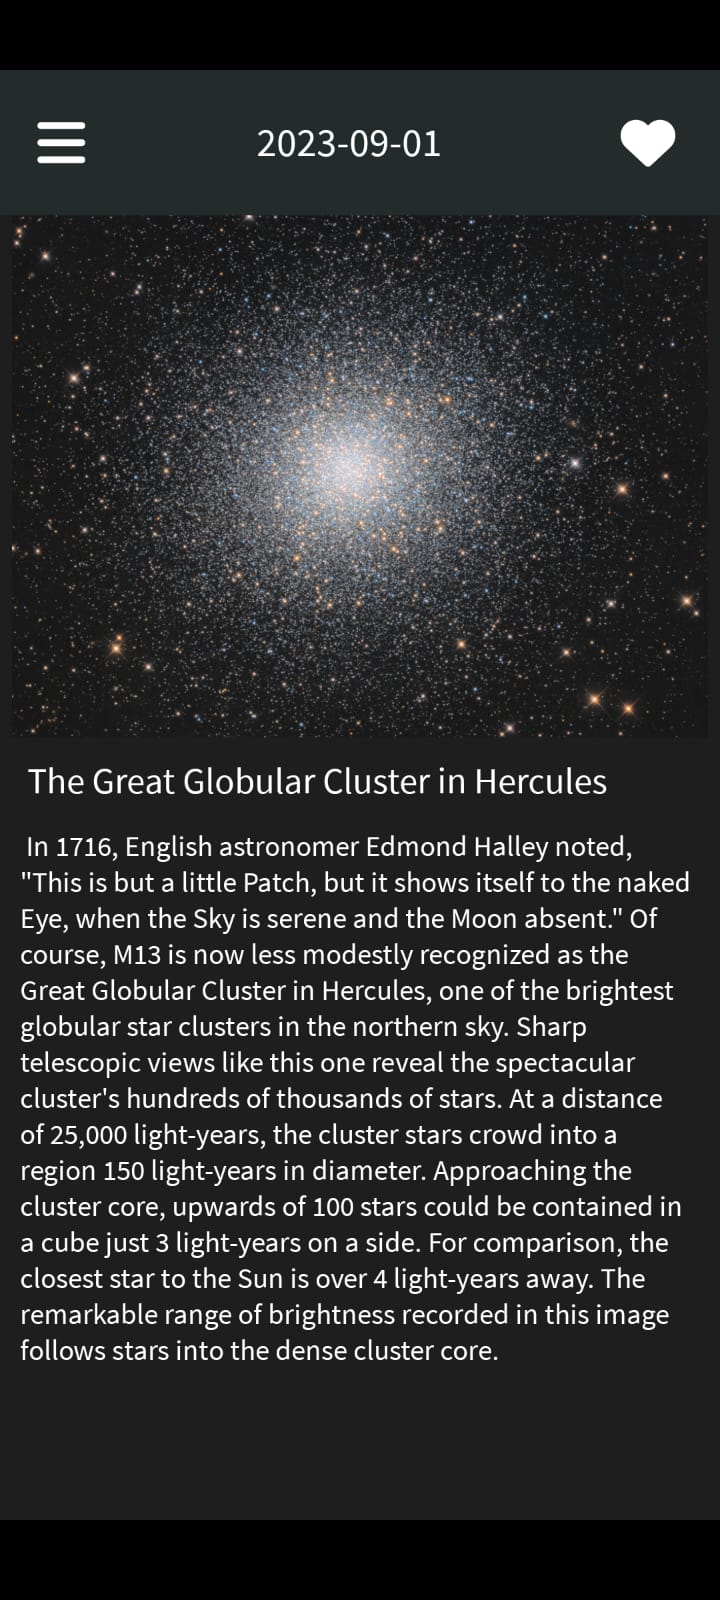 2023-09-01
The Great Globular Cluster in Hercules
In 1716, English astronomer Edmond Halley noted,
"This is but a little Patch, but it shows itself to the naked
Eye, when the Sky is serene and the Moon absent." Of
course, M13 is now less modestly recognized as the
Great Globular Cluster in Hercules, one of the brightest
globular star clusters in the northern sky. Sharp
telescopic views like this one reveal the spectacular
cluster's hundreds of thousands of stars. At a distance
of 25,000 light-years, the cluster stars crowd into a
region 150 light-years in diameter. Approaching the
cluster core, upwards of 100 stars could be contained in
a cube just 3 light-years on a side. For comparison, the
closest star to the Sun is over 4 light-years away. The
remarkable range of brightness recorded in this image
follows stars into the dense cluster core.